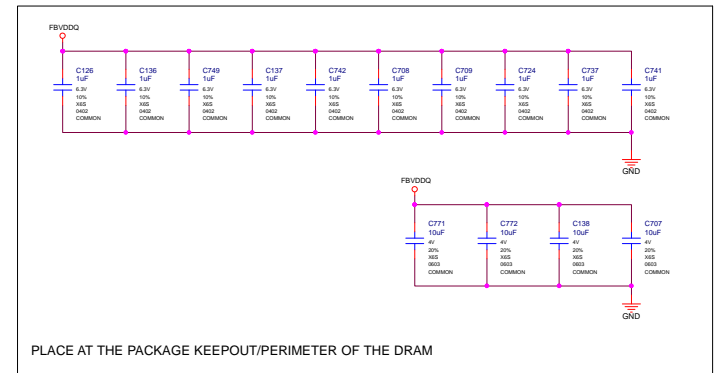 FBVDDQ
C126 C136 C749 C137 C742 C708 C709 C724 C737 C741
1uF 1uF 1uF 1uF 1uF 1uF 1uF 1uF 1uF 1uF
6.3V 6.3V 6.3V 6.3V 6.3V 6.3V 6.3V 6.3V 6.3V 6.3V
10% 10% 10% 10% 10% 10% 10% 10% 10% 10%
X6S X6S X6S X6S X6S X6S X6S X6S X6S X6S
0402 0402 0402 0402 0402 0402 0402 0402 0402 0402
COMMON COMMON COMMON COMMON COMMON COMMON COMMON COMMON COMMON COMMON
GND
FBVDDQ
C771 C772 C138 C707
10uF 10uF 10uF 10uF
4V 4V 4V 4V
20% 20% 20% 20%
X6S X6S X6S X6S
0603 0603 0603 0603
COMMON COMMON COMMON COMMON
GND
PLACE AT THE PACKAGE KEEPOUT/PERIMETER OF THE DRAM